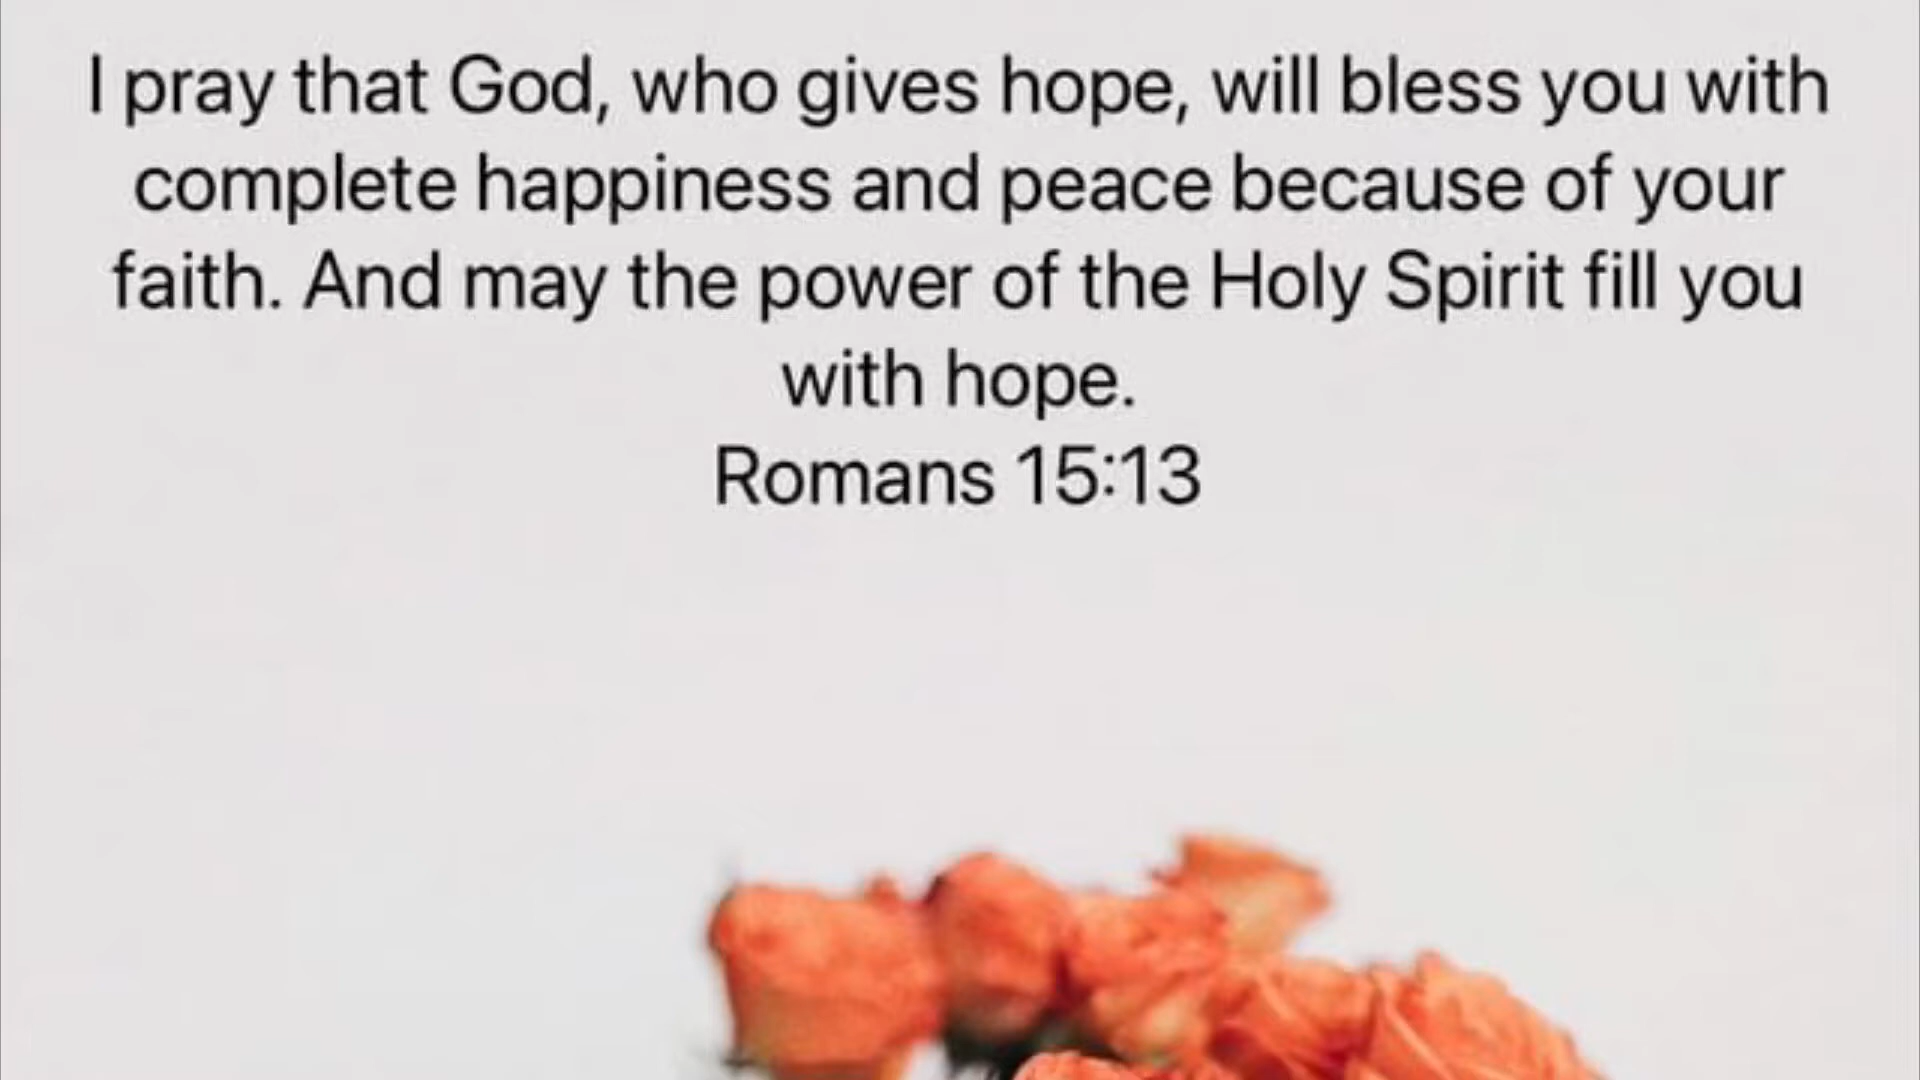 I pray that God, who gives hope, will bless you with
complete happiness and peace because of your
faith. And may the power of the Holy Spirit fill you
with hope.
Romans 15:13